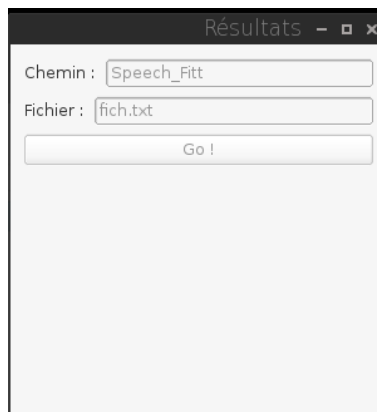 Résultats
Chemin : Speech_Fitt
Fichier : fich.txt
Go !